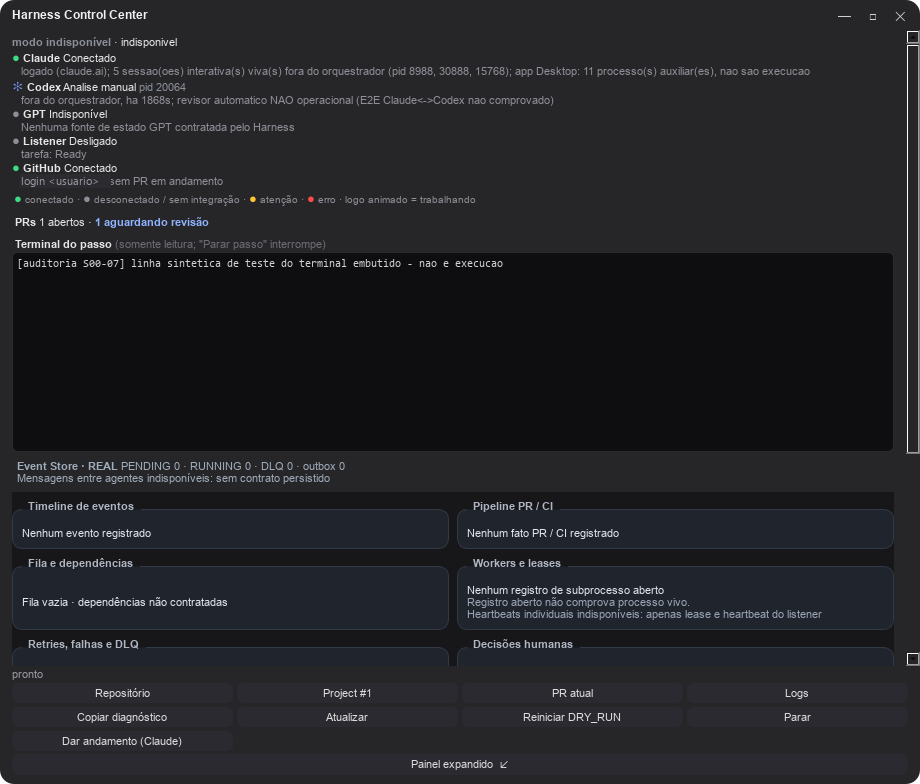 Harness Control Center
modo indisponível · indisponivel
Claude Conectado
logado (claude.ai); 5 sessao(oes) interativa(s) viva(s) fora do orquestrador (pid 8988, 30888, 15768); app Desktop: 11 processo(s) auxiliar(es), nao sao execucao
Codex Analise manual pid 20064
fora do orquestrador, ha 1868s; revisor automatico NAO operacional (E2E Claude<->Codex nao comprovado)
GPT Indisponível
Nenhuma fonte de estado GPT contratada pelo Harness
Listener Desligado
tarefa: Ready
GitHub Conectado
login <usuario> sem PR em andamento
conectado · desconectado / sem integração · atenção · erro · logo animado = trabalhando
PRs 1 abertos · 1 aguardando revisão
Terminal do passo (somente leitura; "Parar passo" interrompe)
[auditoria S00-07] linha sintetica de teste do terminal embutido - nao e execucao
Event Store · REAL PENDING 0 · RUNNING 0 · DLQ 0 · outbox 0
Mensagens entre agentes indisponíveis: sem contrato persistido
Timeline de eventos
Nenhum evento registrado
Pipeline PR / CI
Nenhum fato PR / CI registrado
Fila e dependências
Fila vazia · dependências não contratadas
Workers e leases
Nenhum registro de subprocesso aberto
Registro aberto não comprova processo vivo.
Heartbeats individuais indisponíveis: apenas lease e heartbeat do listener
Retries, falhas e DLQ
Decisões humanas
pronto
Repositório
Project #1
PR atual
Logs
Copiar diagnóstico
Atualizar
Reiniciar DRY_RUN
Parar
Dar andamento (Claude)
Painel expandido ↙